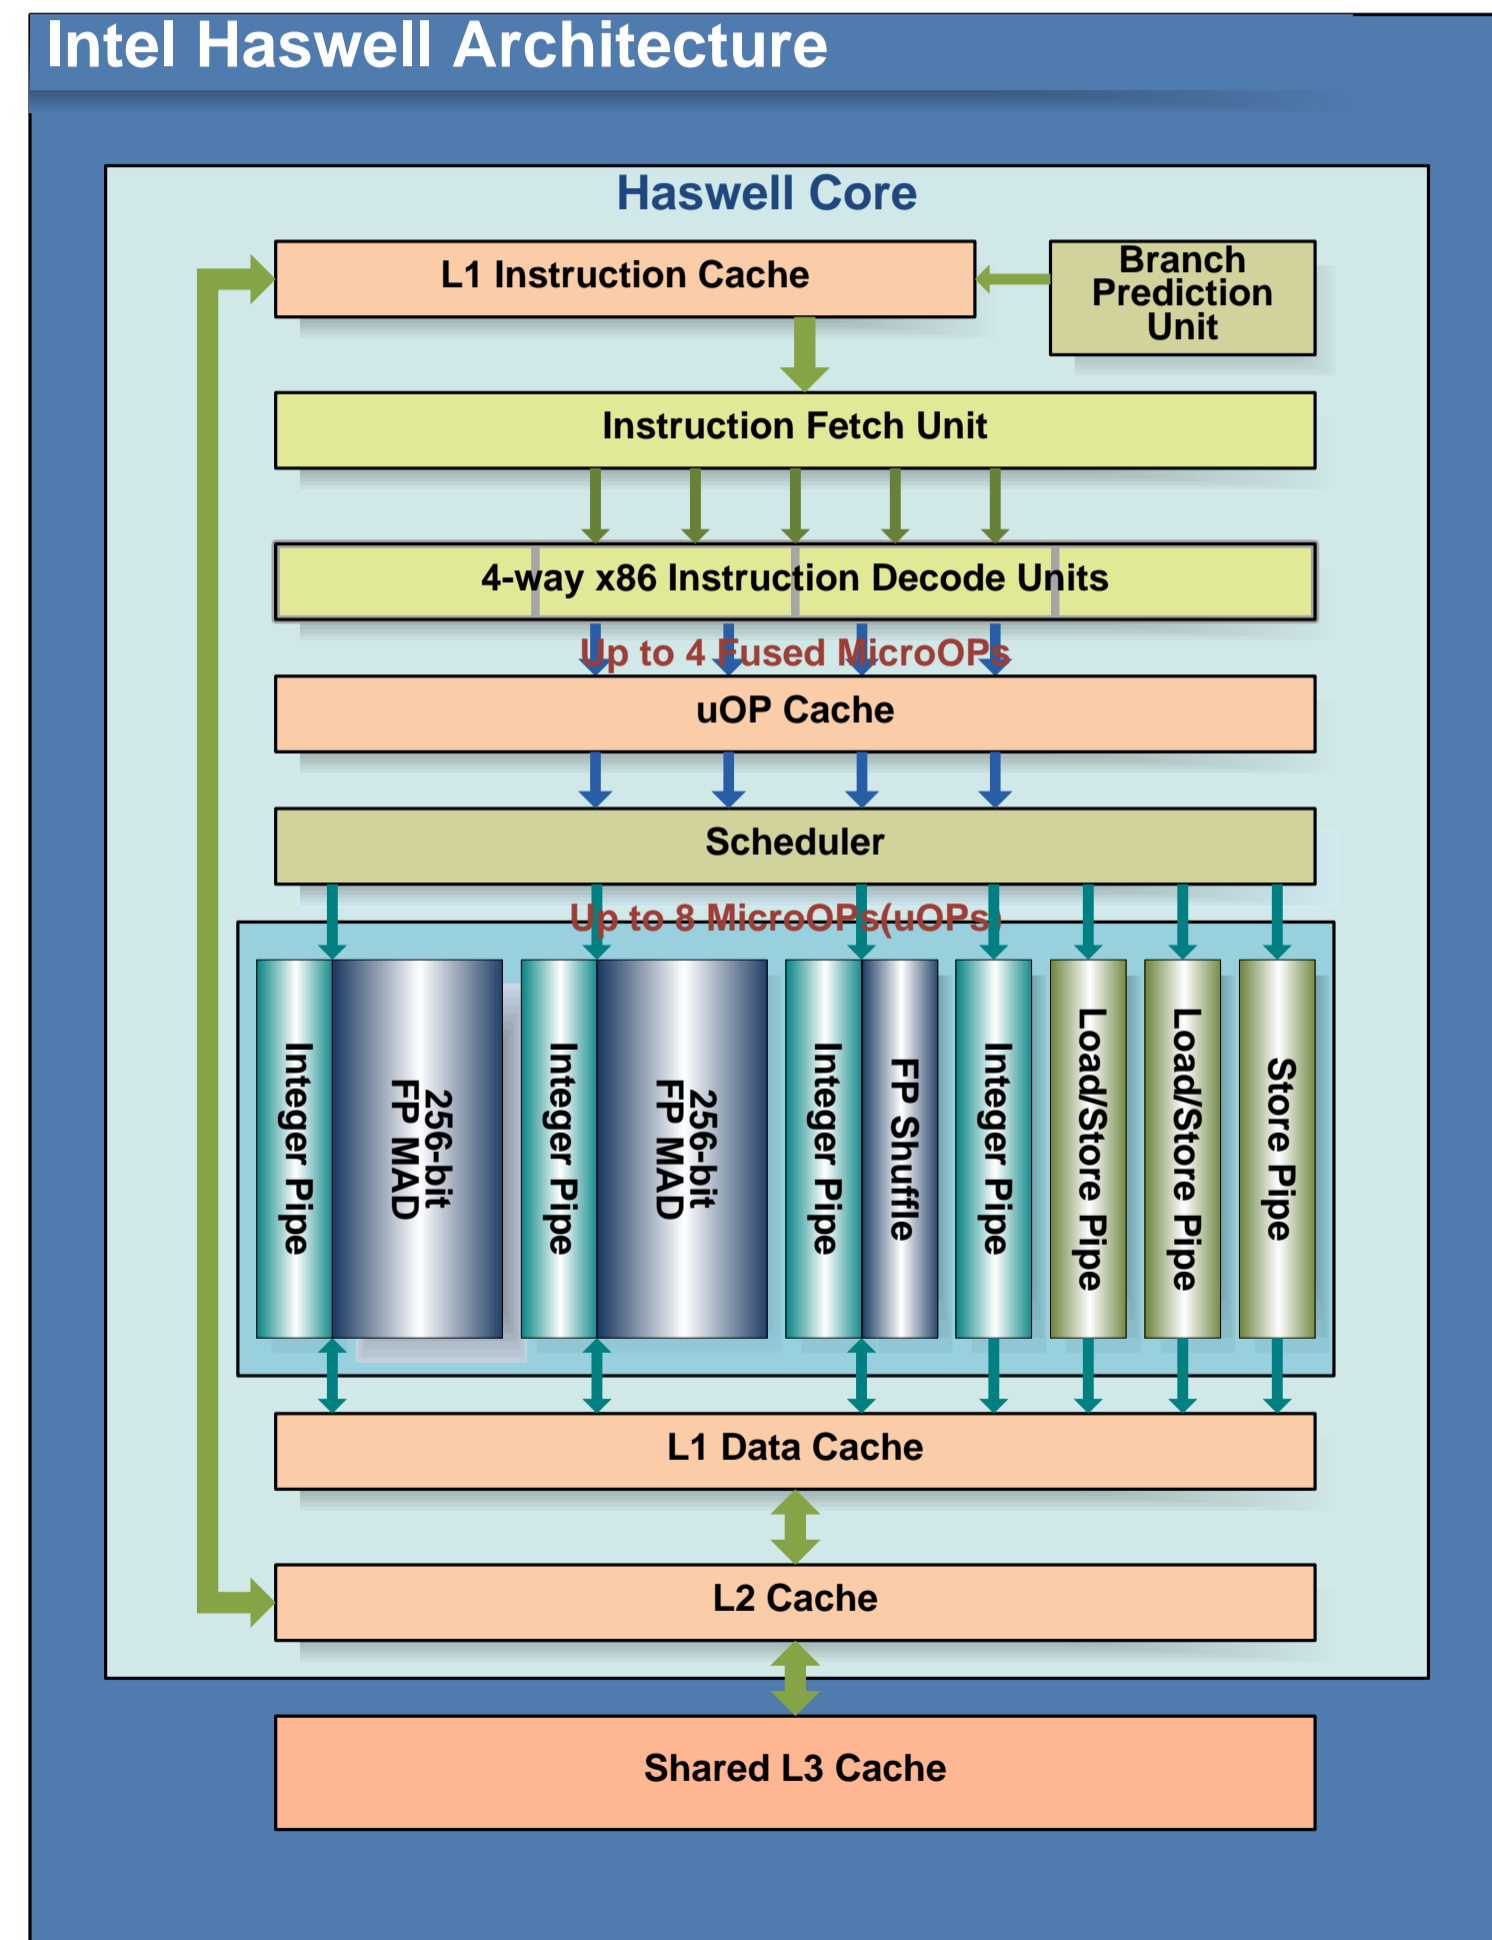 Intel Haswell Architecture
Haswell Core
L1 Instruction Cache
Branch
Prediction
Unit
Instruction Fetch Unit
4-way x86 Instruction Decode Units
Up to 4 Fused MicroOPs
uOP Cache
Scheduler
Up to 8 MicroOPs(uOPs)
Integer Pipe
256-bit
FP MAD
Integer Pipe
256-bit
FP MAD
Integer Pipe
FP Shuffle
Integer Pipe
Load/Store Pipe
Load/Store Pipe
Store Pipe
L1 Data Cache
L2 Cache
Shared L3 Cache